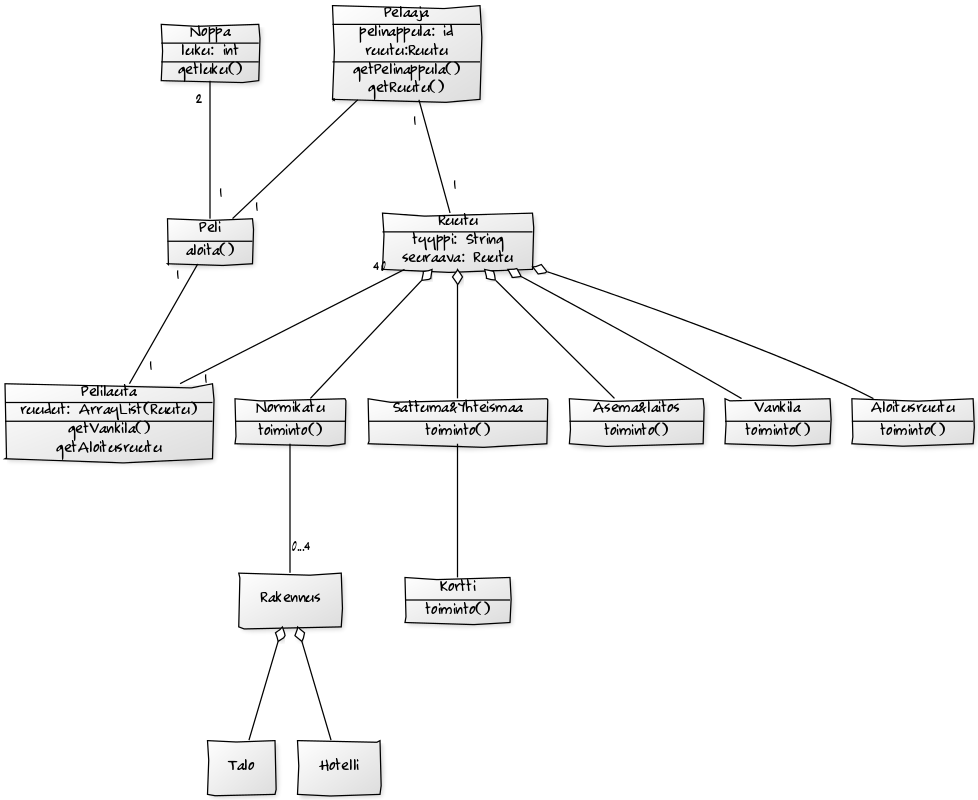 Noppa
luku: int
getluku()
Pelaaja
pelinappula: id
ruutu:Ruutu
getPelinappula()
getRuutu()
2
1
1
1
1
Peli
aloita()
Ruutu
tyyppi: String
seuraava: Ruutu
1
40
1
1
Pelilauta
ruudut: ArrayList(Ruutu)
getVankila()
getAloitusruutu
Normikatu
toiminto()
Sattuma&Yhteismaa
toiminto()
Asema&laitos
toiminto()
Vankila
toiminto()
Aloitusruutu
toiminto()
0...4
Rakennus
Kortti
toiminto()
Talo
Hotelli